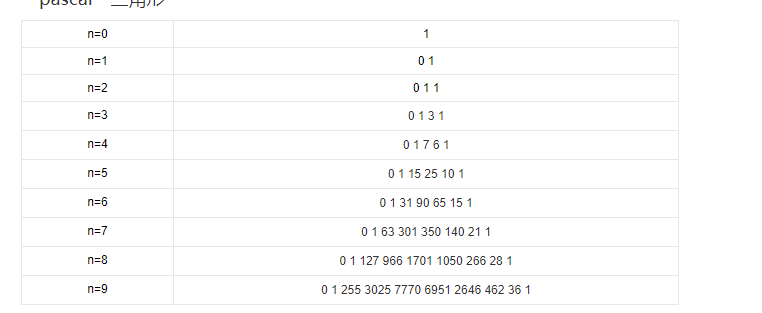 pascal 三角形
n=0 1
n=1 0 1
n=2 0 1 1
n=3 0 1 3 1
n=4 0 1 7 6 1
n=5 0 1 15 25 10 1
n=6 0 1 31 90 65 15 1
n=7 0 1 63 301 350 140 21 1
n=8 0 1 127 966 1701 1050 266 28 1
n=9 0 1 255 3025 7770 6951 2646 462 36 1